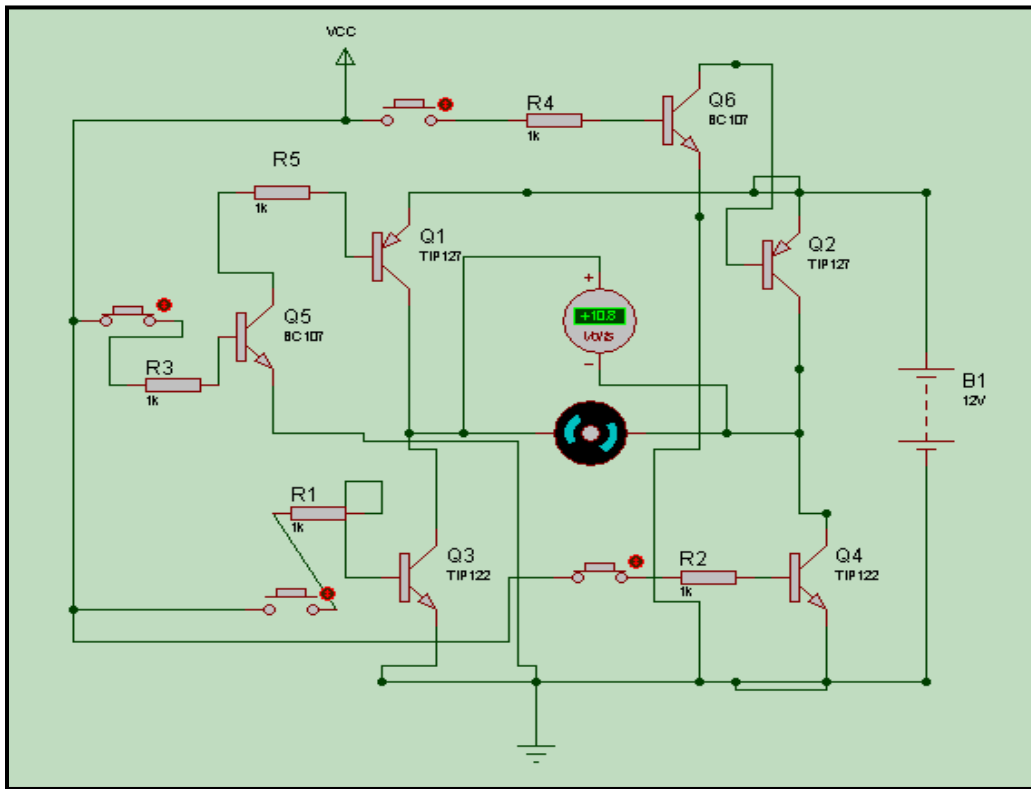 VCC
R4
1k
Q6
BC107
R5
1k
Q1
TIP127
Q2
TIP127
+
+10.8
Volts
−
Q5
BC107
R3
1k
B1
12V
R1
1k
Q3
TIP122
R2
1k
Q4
TIP122